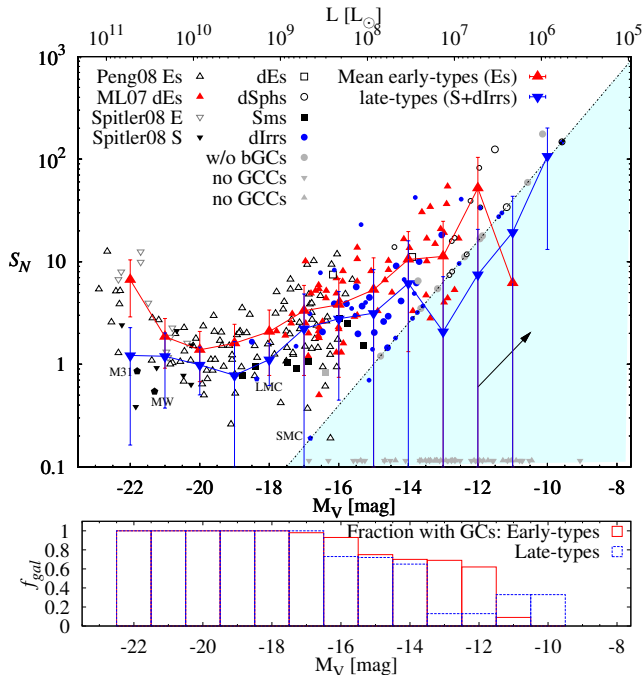 L [L☉]
10¹¹ 10¹⁰ 10⁹ 10⁸ 10⁷ 10⁶ 10⁵
10³
10²
10
1
0.1
S_N
Peng08 Es
ML07 dEs
Spitler08 E
Spitler08 S
dEs
dSphs
Sms
dIrrs
w/o bGCs
no GCCs
no GCCs
Mean early-types (Es)
late-types (S+dIrrs)
M31
MW
LMC
SMC
-22 -20 -18 -16 -14 -12 -10 -8
M_V [mag]
1
0.8
0.6
0.4
0.2
0
f_gal
Fraction with GCs: Early-types
Late-types
-22 -20 -18 -16 -14 -12 -10 -8
M_V [mag]